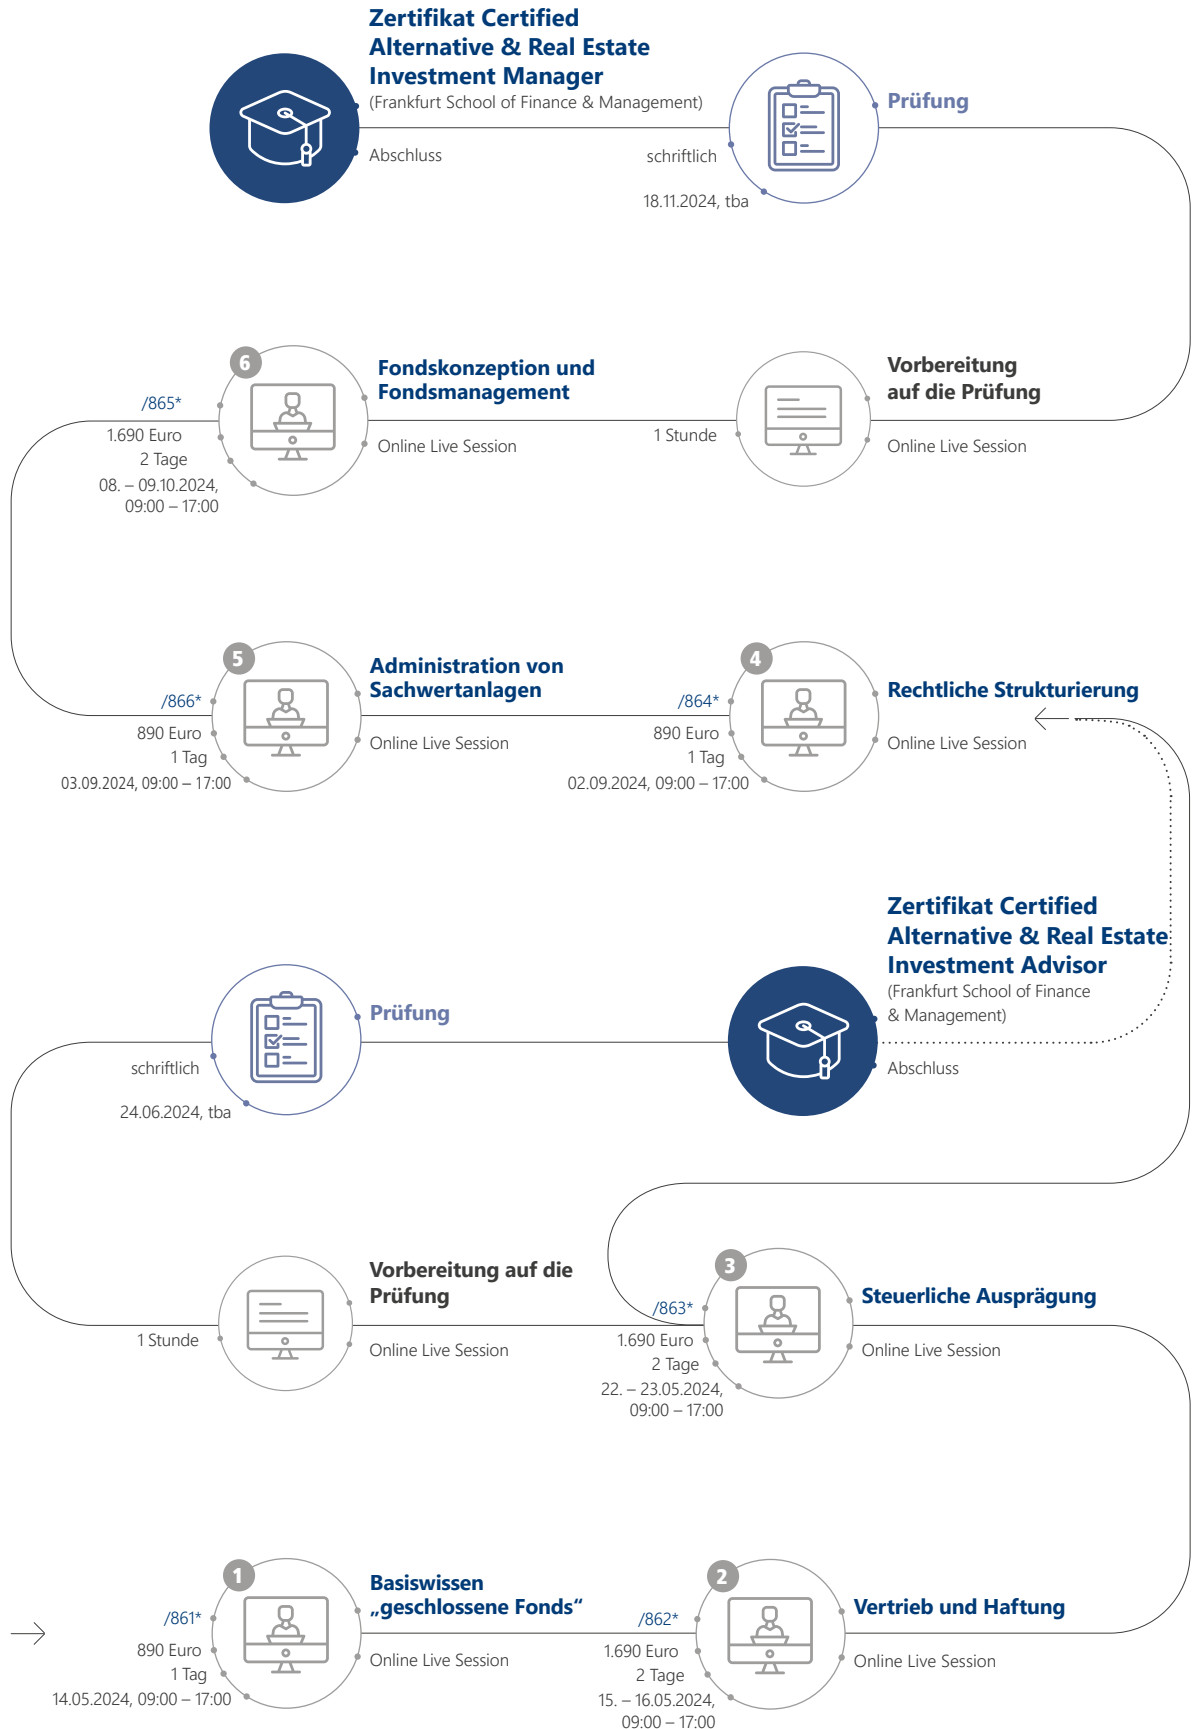 Zertifikat Certified
Alternative & Real Estate
Investment Manager
(Frankfurt School of Finance & Management)
Abschluss
Prüfung
schriftlich
18.11.2024, tba
6
Fondskonzeption und
Fondsmanagement
/865*
1.690 Euro
2 Tage
08. – 09.10.2024,
09:00 – 17:00
Online Live Session
Vorbereitung
auf die Prüfung
1 Stunde
Online Live Session
5
Administration von
Sachwertanlagen
/866*
890 Euro
1 Tag
03.09.2024, 09:00 – 17:00
Online Live Session
4
Rechtliche Strukturierung
/864*
890 Euro
1 Tag
02.09.2024, 09:00 – 17:00
Online Live Session
Zertifikat Certified
Alternative & Real Estate
Investment Advisor
(Frankfurt School of Finance
& Management)
Abschluss
Prüfung
schriftlich
24.06.2024, tba
Vorbereitung auf die
Prüfung
1 Stunde
Online Live Session
3
Steuerliche Ausprägung
/863*
1.690 Euro
2 Tage
22. – 23.05.2024,
09:00 – 17:00
Online Live Session
1
Basiswissen
„geschlossene Fonds“
/861*
890 Euro
1 Tag
14.05.2024, 09:00 – 17:00
Online Live Session
2
Vertrieb und Haftung
/862*
1.690 Euro
2 Tage
15. – 16.05.2024,
09:00 – 17:00
Online Live Session